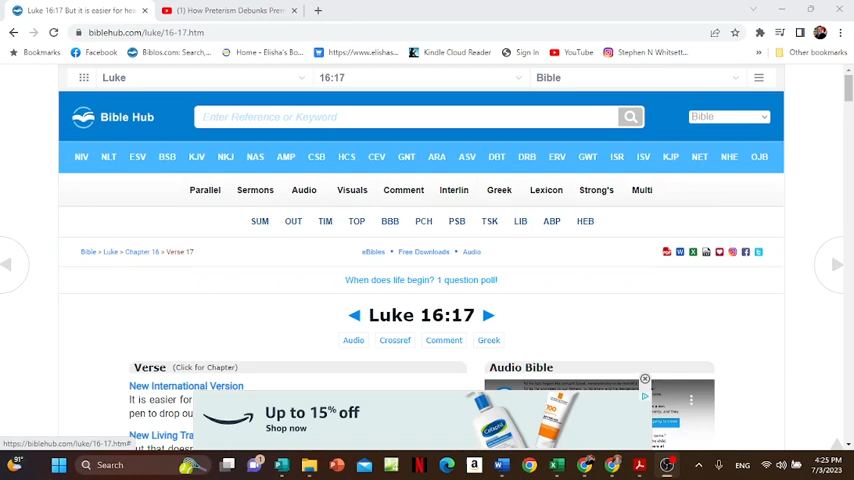 Luke 16:17 But it is easier for hea
(1) How Preterism Debunks Prem
biblehub.com/luke/16-17.htm
Bookmarks Facebook Biblos.com: Search,... Home - Elisha's Bo... https://www.elishas... Kindle Cloud Reader Sign In YouTube Stephen N Whitsett... » Other bookmarks
Luke 16:17 Bible
Bible Hub Enter Reference or Keyword Bible
NIV NLT ESV BSB KJV NKJ NAS AMP CSB HCS CEV GNT ARA ASV DBT DRB ERV GWT ISR ISV KJP NET NHE OJB
Parallel Sermons Audio Visuals Comment Interlin Greek Lexicon Strong's Multi
SUM OUT TIM TOP BBB PCH PSB TSK LIB ABP HEB
Bible > Luke > Chapter 16 > Verse 17 eBibles • Free Downloads • Audio
When does life begin? 1 question poll!
Luke 16:17
Audio Crossref Comment Greek
Verse (Click for Chapter) Audio Bible
New International Version
It is easier for
pen to drop ou
New Living Tra
But that doesn
Up to 15% off
Shop now
Cetaphil
https://biblehub.com/luke/16-17.htm#
91° Search ENG 4:25 PM
7/3/2023